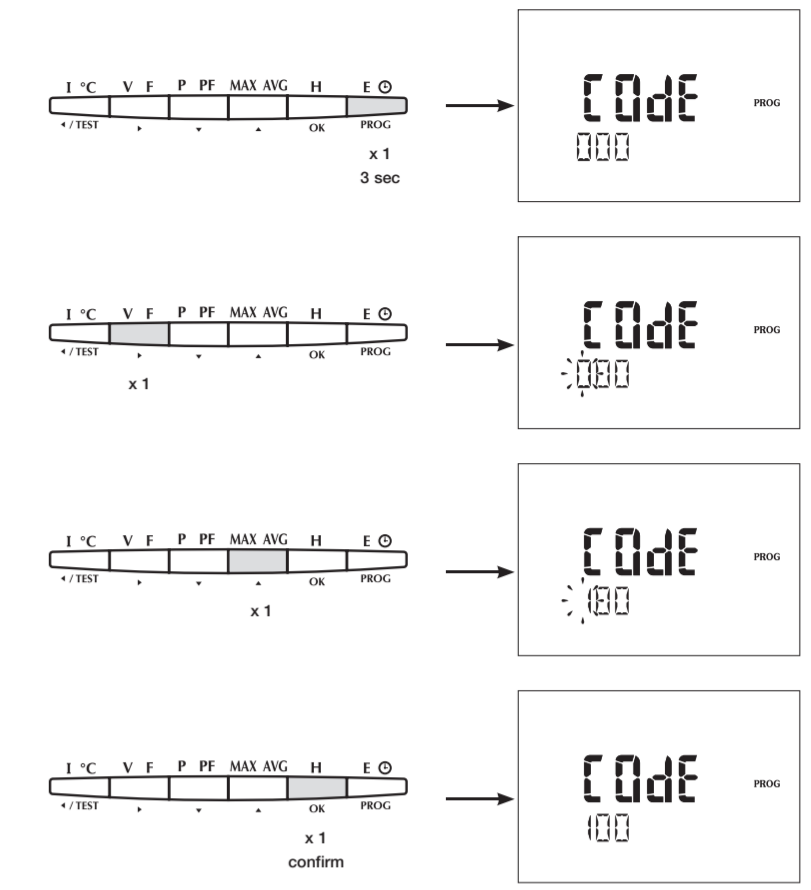 I °C V F P PF MAX AVG H E
◂ / TEST ▸ ▾ ▴ OK PROG
x 1
3 sec
CODE
000
PROG
I °C V F P PF MAX AVG H E
◂ / TEST ▸ ▾ ▴ OK PROG
x 1
CODE
000
PROG
I °C V F P PF MAX AVG H E
◂ / TEST ▸ ▾ ▴ OK PROG
x 1
CODE
100
PROG
I °C V F P PF MAX AVG H E
◂ / TEST ▸ ▾ ▴ OK PROG
x 1
confirm
CODE
100
PROG